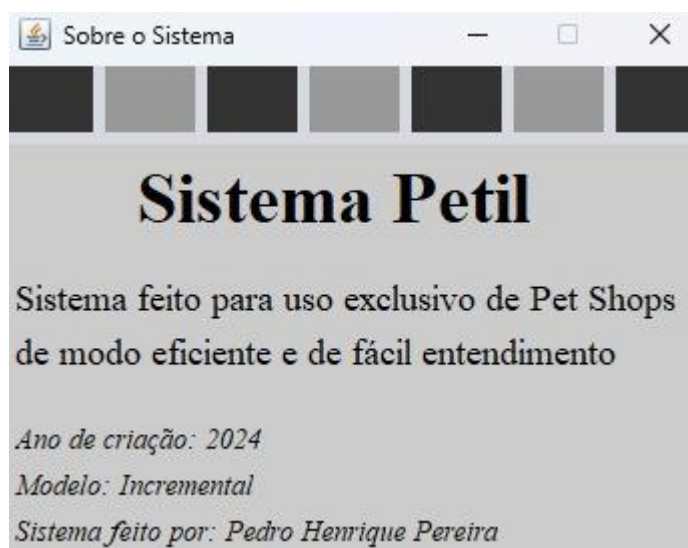 Sobre o Sistema
Sistema Petil
Sistema feito para uso exclusivo de Pet Shops
de modo eficiente e de fácil entendimento
Ano de criação: 2024
Modelo: Incremental
Sistema feito por: Pedro Henrique Pereira